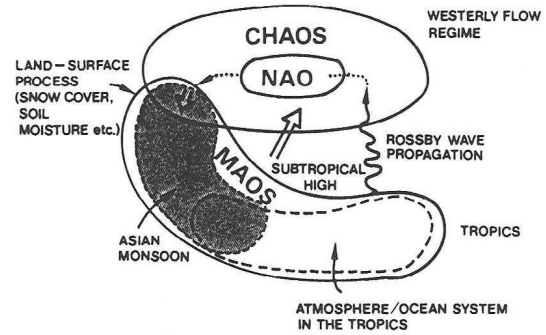 WESTERLY FLOW
REGIME
CHAOS
NAO
LAND-SURFACE
PROCESS
(SNOW COVER,
SOIL
MOISTURE etc.)
ROSSBY WAVE
PROPAGATION
MAOS
SUBTROPICAL
HIGH
ASIAN
MONSOON
TROPICS
ATMOSPHERE/OCEAN SYSTEM
IN THE TROPICS